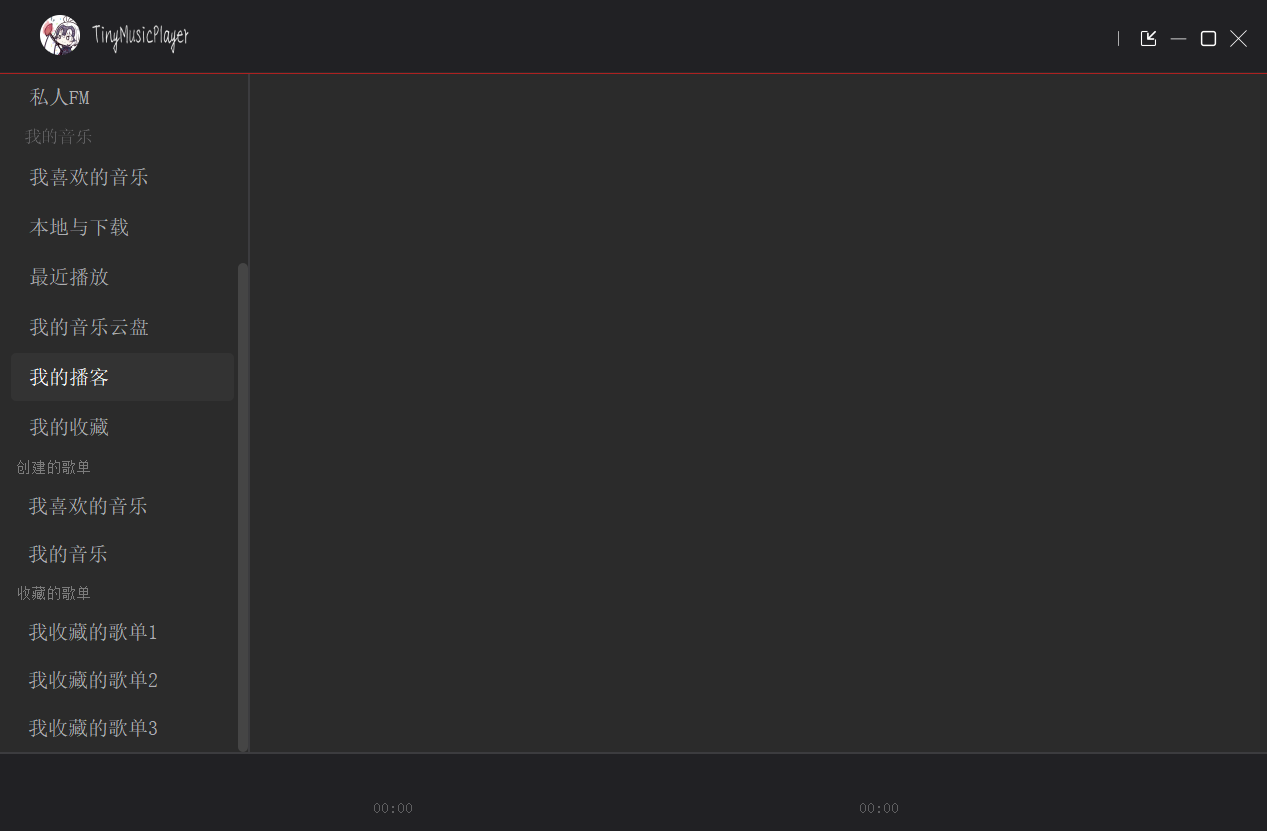 TinyMusicPlayer
私人FM
我的音乐
我喜欢的音乐
本地与下载
最近播放
我的音乐云盘
我的播客
我的收藏
创建的歌单
我喜欢的音乐
我的音乐
收藏的歌单
我收藏的歌单1
我收藏的歌单2
我收藏的歌单3
00:00 00:00